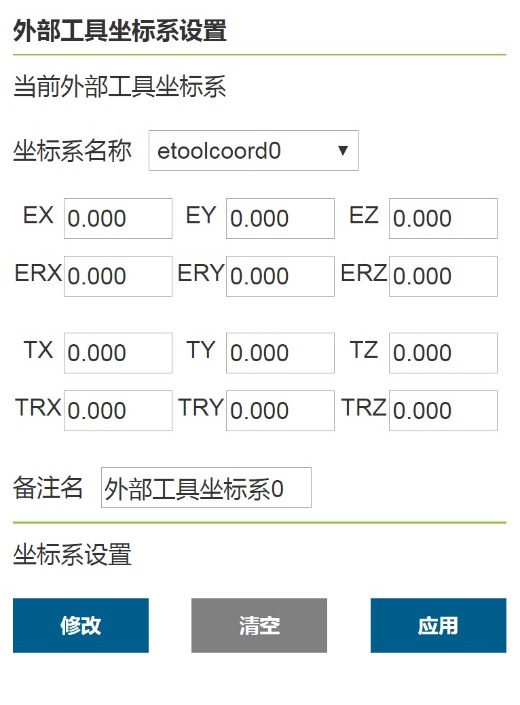 外部工具坐标系设置
当前外部工具坐标系
坐标系名称 etoolcoord0
EX 0.000 EY 0.000 EZ 0.000
ERX 0.000 ERY 0.000 ERZ 0.000
TX 0.000 TY 0.000 TZ 0.000
TRX 0.000 TRY 0.000 TRZ 0.000
备注名 外部工具坐标系0
坐标系设置
修改 清空 应用